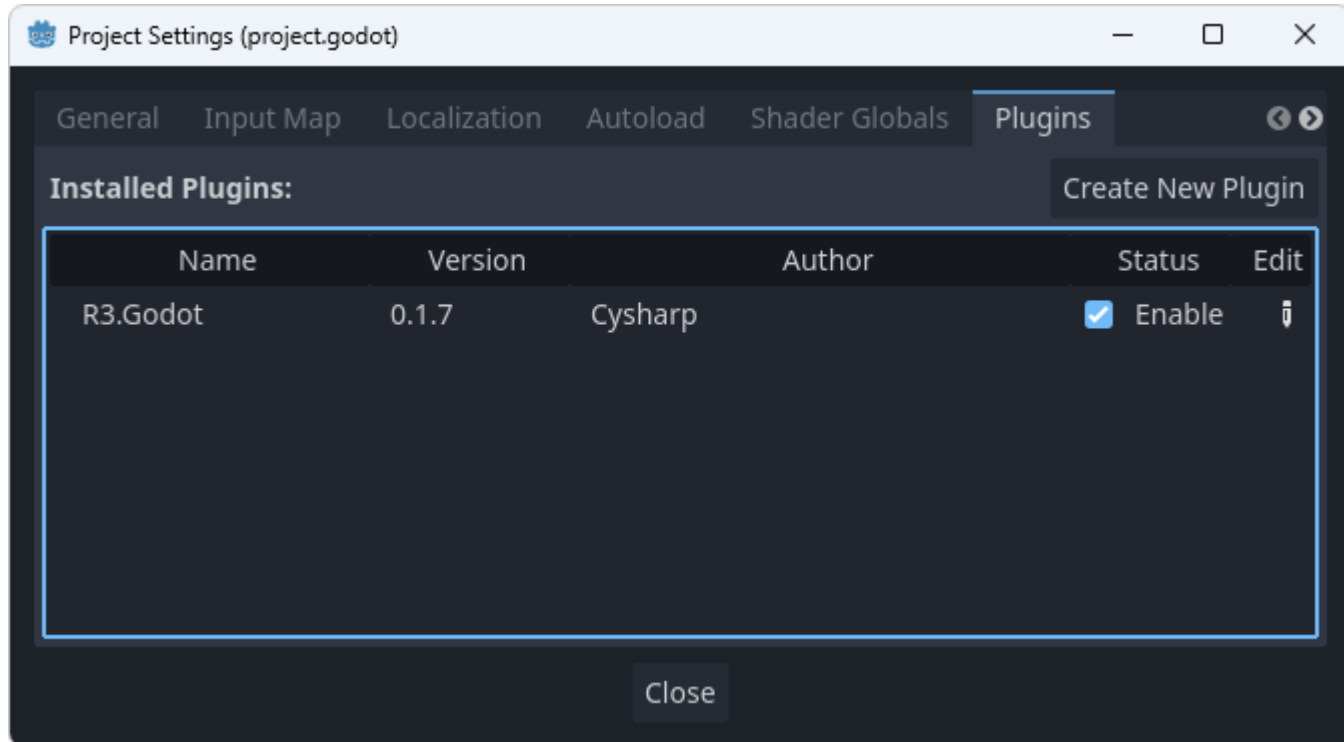 Project Settings (project.godot)
General Input Map Localization Autoload Shader Globals Plugins
Installed Plugins: Create New Plugin
Name Version Author Status Edit
R3.Godot 0.1.7 Cysharp Enable
Close